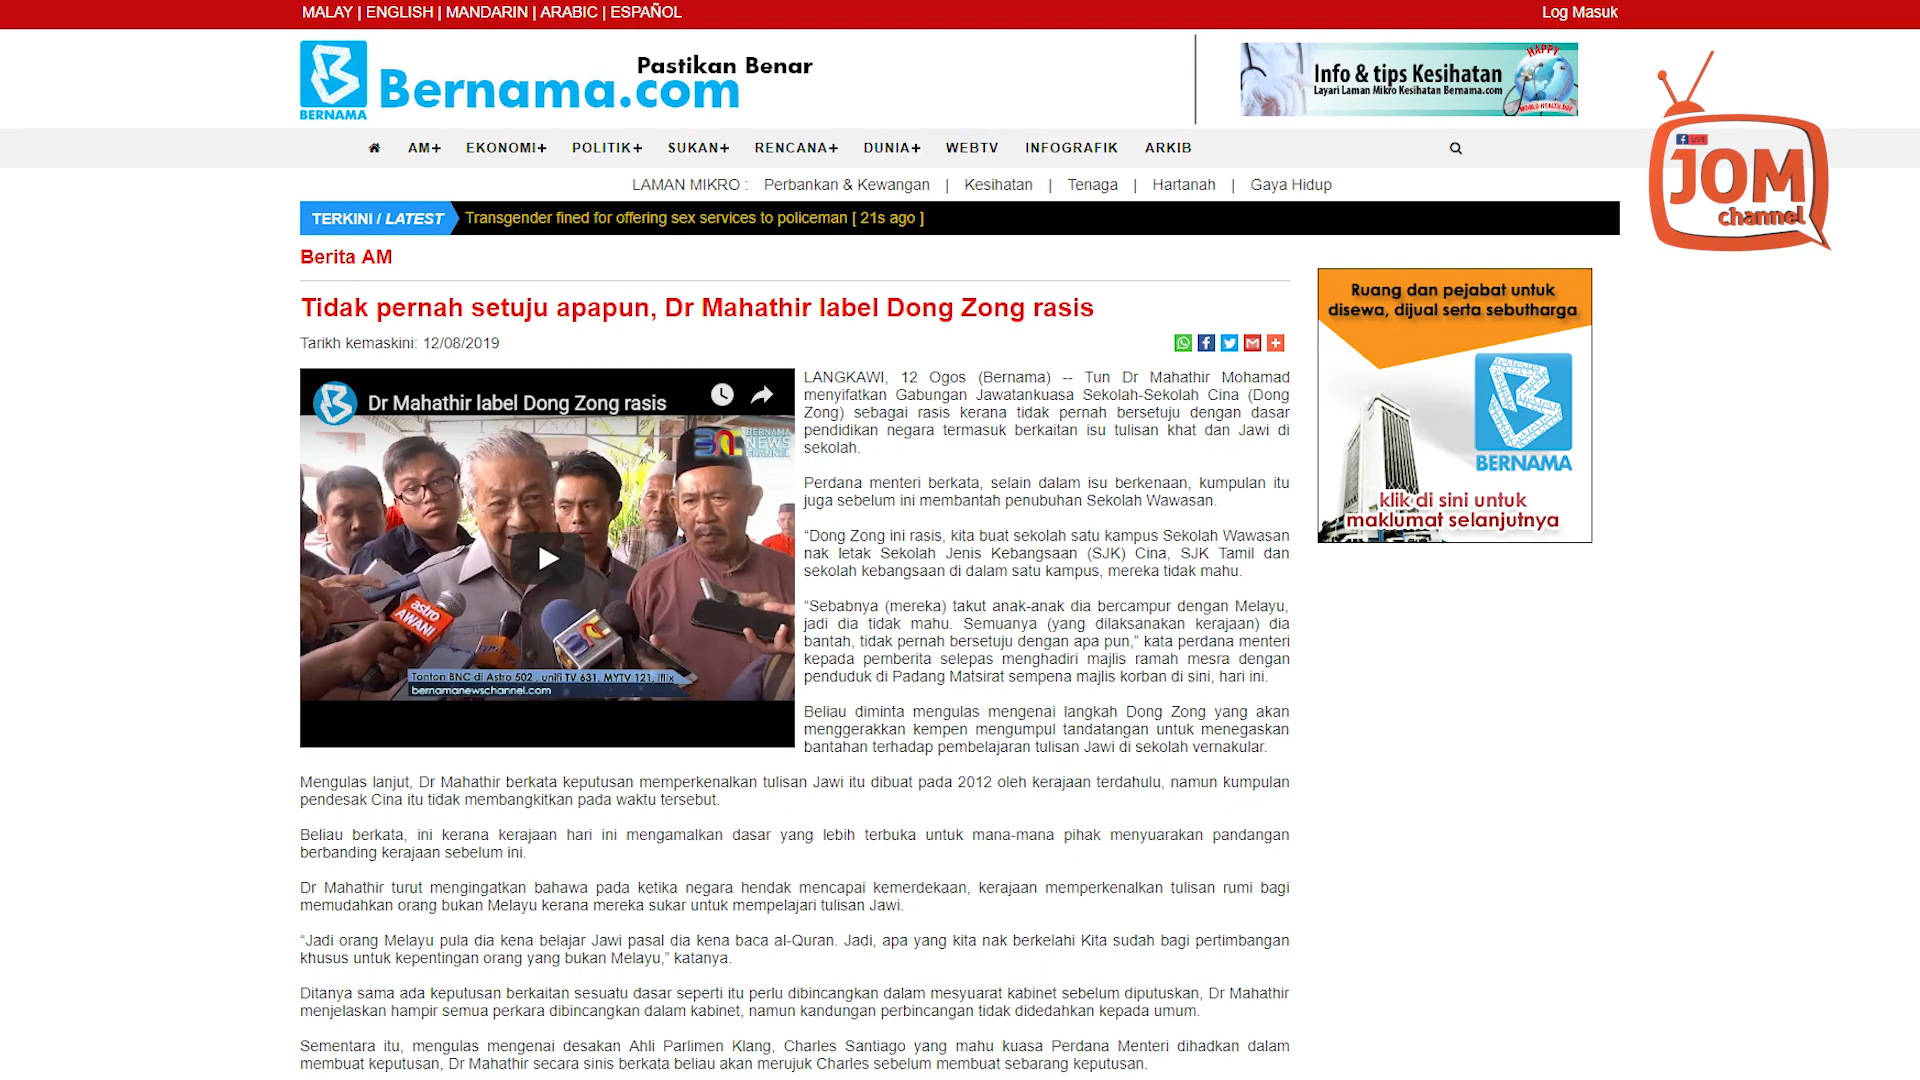 MALAY | ENGLISH | MANDARIN | ARABIC | ESPAÑOL
Log Masuk
BERNAMA
Bernama.com
Pastikan Benar
Info & tips Kesihatan
Layari Laman Mikro Kesihatan Bernama.com
HAPPY
WORLD HEALTH DAY
LIVE
JOM
channel
AM+ EKONOMI+ POLITIK+ SUKAN+ RENCANA+ DUNIA+ WEBTV INFOGRAFIK ARKIB
LAMAN MIKRO : Perbankan & Kewangan | Kesihatan | Tenaga | Hartanah | Gaya Hidup
TERKINI / LATEST Transgender fined for offering sex services to policeman [ 21s ago ]
Berita AM
Tidak pernah setuju apapun, Dr Mahathir label Dong Zong rasis
Tarikh kemaskini: 12/08/2019
Dr Mahathir label Dong Zong rasis
BERNAMA
NEWS
CHANNEL
astro
AWANI
Tonton BNC di Astro 502 , unifi TV 631, MYTV 121, iflix
bernamanewschannel.com
LANGKAWI, 12 Ogos (Bernama) -- Tun Dr Mahathir Mohamad
menyifatkan Gabungan Jawatankuasa Sekolah-Sekolah Cina (Dong
Zong) sebagai rasis kerana tidak pernah bersetuju dengan dasar
pendidikan negara termasuk berkaitan isu tulisan khat dan Jawi di
sekolah.
Perdana menteri berkata, selain dalam isu berkenaan, kumpulan itu
juga sebelum ini membantah penubuhan Sekolah Wawasan.
“Dong Zong ini rasis, kita buat sekolah satu kampus Sekolah Wawasan
nak letak Sekolah Jenis Kebangsaan (SJK) Cina, SJK Tamil dan
sekolah kebangsaan di dalam satu kampus, mereka tidak mahu.
“Sebabnya (mereka) takut anak-anak dia bercampur dengan Melayu,
jadi dia tidak mahu. Semuanya (yang dilaksanakan kerajaan) dia
bantah, tidak pernah bersetuju dengan apa pun,” kata perdana menteri
kepada pemberita selepas menghadiri majlis ramah mesra dengan
penduduk di Padang Matsirat sempena majlis korban di sini, hari ini.
Beliau diminta mengulas mengenai langkah Dong Zong yang akan
menggerakkan kempen mengumpul tandatangan untuk menegaskan
bantahan terhadap pembelajaran tulisan Jawi di sekolah vernakular.
Mengulas lanjut, Dr Mahathir berkata keputusan memperkenalkan tulisan Jawi itu dibuat pada 2012 oleh kerajaan terdahulu, namun kumpulan
pendesak Cina itu tidak membangkitkan pada waktu tersebut.
Beliau berkata, ini kerana kerajaan hari ini mengamalkan dasar yang lebih terbuka untuk mana-mana pihak menyuarakan pandangan
berbanding kerajaan sebelum ini.
Dr Mahathir turut mengingatkan bahawa pada ketika negara hendak mencapai kemerdekaan, kerajaan memperkenalkan tulisan rumi bagi
memudahkan orang bukan Melayu kerana mereka sukar untuk mempelajari tulisan Jawi.
“Jadi orang Melayu pula dia kena belajar Jawi pasal dia kena baca al-Quran. Jadi, apa yang kita nak berkelahi Kita sudah bagi pertimbangan
khusus untuk kepentingan orang yang bukan Melayu,” katanya.
Ditanya sama ada keputusan berkaitan sesuatu dasar seperti itu perlu dibincangkan dalam mesyuarat kabinet sebelum diputuskan, Dr Mahathir
menjelaskan hampir semua perkara dibincangkan dalam kabinet, namun kandungan perbincangan tidak didedahkan kepada umum.
Sementara itu, mengulas mengenai desakan Ahli Parlimen Klang, Charles Santiago yang mahu kuasa Perdana Menteri dihadkan dalam
membuat keputusan, Dr Mahathir secara sinis berkata beliau akan merujuk Charles sebelum membuat sebarang keputusan.
Ruang dan pejabat untuk
disewa, dijual serta sebutharga
BERNAMA
klik di sini untuk
maklumat selanjutnya